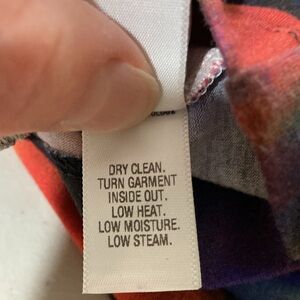 DRY CLEAN.
TURN GARMENT
INSIDE OUT.
LOW HEAT.
LOW MOISTURE.
LOW STEAM.